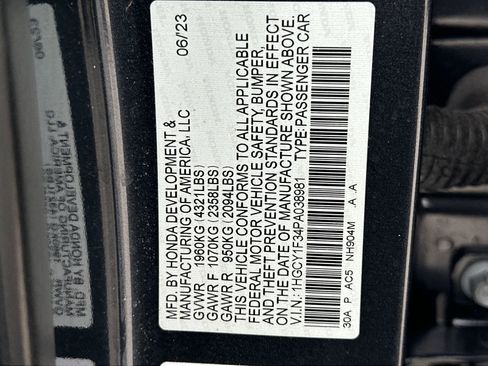 MFD. BY HONDA DEVELOPMENT & 06/23
MANUFACTURING OF AMERICA, LLC
GVWR 1960KG (4321LBS)
GAWR F 1070KG (2358LBS)
GAWR R 950KG (2094LBS)
THIS VEHICLE CONFORMS TO ALL APPLICABLE
FEDERAL MOTOR VEHICLE SAFETY, BUMPER,
AND THEFT PREVENTION STANDARDS IN EFFECT
ON THE DATE OF MANUFACTURE SHOWN ABOVE.
V.I.N.: 1HGCY1F34PA038981 TYPE: PASSENGER CAR
30A P AC5 NH904M A .A